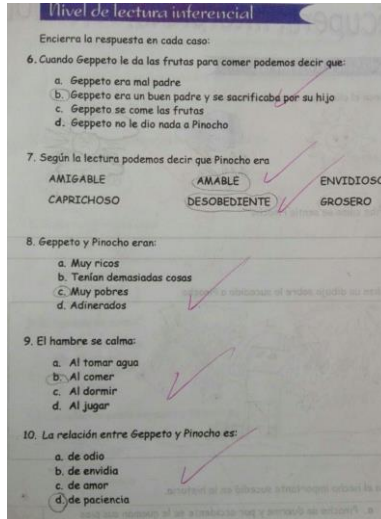 Nivel de lectura inferencial
Encierra la respuesta en cada caso:
6. Cuando Geppeto le da las frutas para comer podemos decir que:
a. Geppeto era mal padre
b. Geppeto era un buen padre y se sacrificaba por su hijo
c. Geppeto se come las frutas
d. Geppeto no le dio nada a Pinocho
7. Según la lectura podemos decir que Pinocho era
AMIGABLE AMABLE ENVIDIOSO
CAPRICHOSO DESOBEDIENTE GROSERO
8. Geppeto y Pinocho eran:
a. Muy ricos
b. Tenían demasiadas cosas
c. Muy pobres
d. Adinerados
9. El hambre se calma:
a. Al tomar agua
b. Al comer
c. Al dormir
d. Al jugar
10. La relación entre Geppeto y Pinocho es:
a. de odio
b. de envidia
c. de amor
d. de paciencia